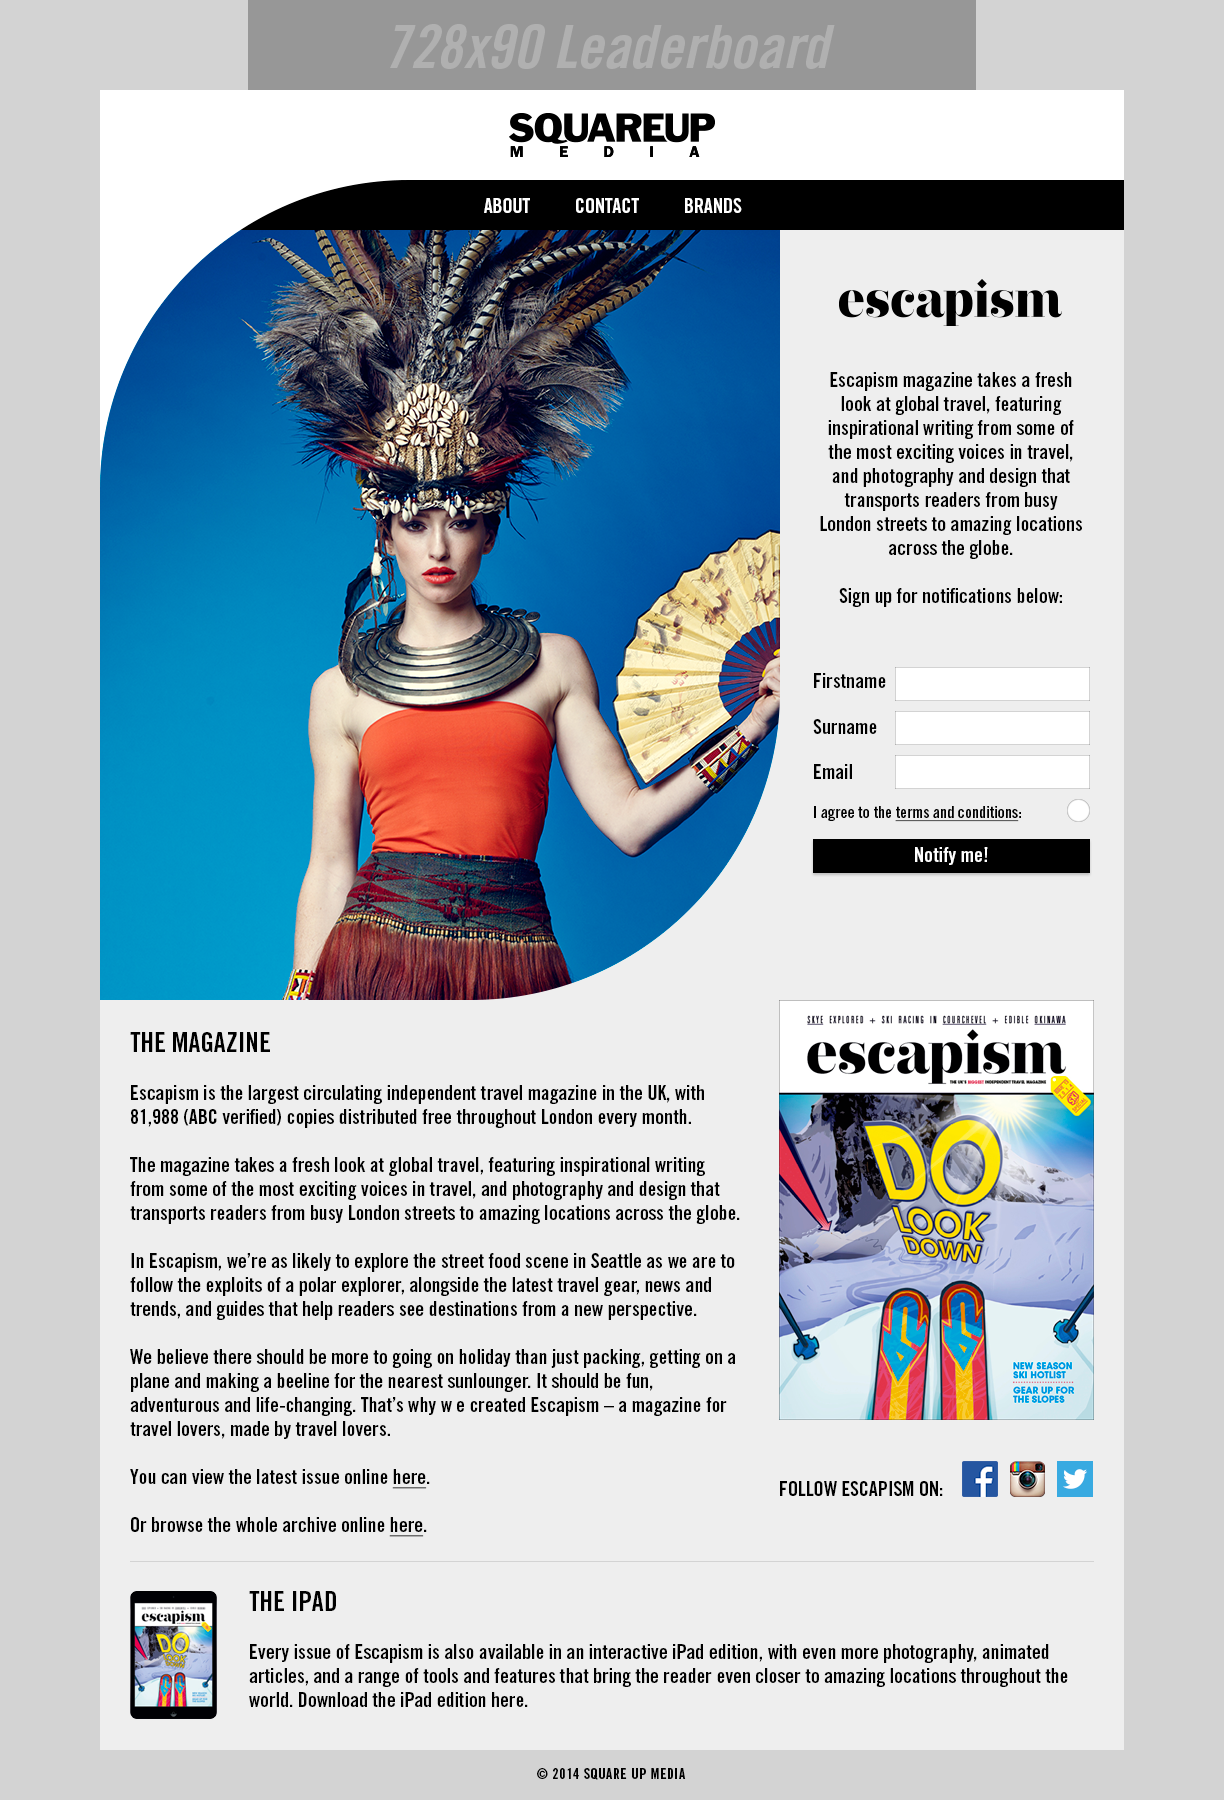 728x90 Leaderboard
SQUAREUP
MEDIA
ABOUT CONTACT BRANDS
escapism
Escapism magazine takes a fresh
look at global travel, featuring
inspirational writing from some of
the most exciting voices in travel,
and photography and design that
transports readers from busy
London streets to amazing locations
across the globe.
Sign up for notifications below:
Firstname
Surname
Email
I agree to the terms and conditions:
Notify me!
THE MAGAZINE
Escapism is the largest circulating independent travel magazine in the UK, with
81,988 (ABC verified) copies distributed free throughout London every month.
The magazine takes a fresh look at global travel, featuring inspirational writing
from some of the most exciting voices in travel, and photography and design that
transports readers from busy London streets to amazing locations across the globe.
In Escapism, we’re as likely to explore the street food scene in Seattle as we are to
follow the exploits of a polar explorer, alongside the latest travel gear, news and
trends, and guides that help readers see destinations from a new perspective.
We believe there should be more to going on holiday than just packing, getting on a
plane and making a beeline for the nearest sunlounger. It should be fun,
adventurous and life-changing. That’s why w e created Escapism – a magazine for
travel lovers, made by travel lovers.
You can view the latest issue online here.
Or browse the whole archive online here.
SKYE EXPLORED + SKI RACING IN COURCHEVEL + EDIBLE OKINAWA
escapism
THE UK'S BIGGEST INDEPENDENT TRAVEL MAGAZINE
DO
LOOK
DOWN
NEW SEASON
SKI HOTLIST
GEAR UP FOR
THE SLOPES
FOLLOW ESCAPISM ON:
escapism
DO
LOOK
DOWN
THE IPAD
Every issue of Escapism is also available in an interactive iPad edition, with even more photography, animated
articles, and a range of tools and features that bring the reader even closer to amazing locations throughout the
world. Download the iPad edition here.
© 2014 SQUARE UP MEDIA